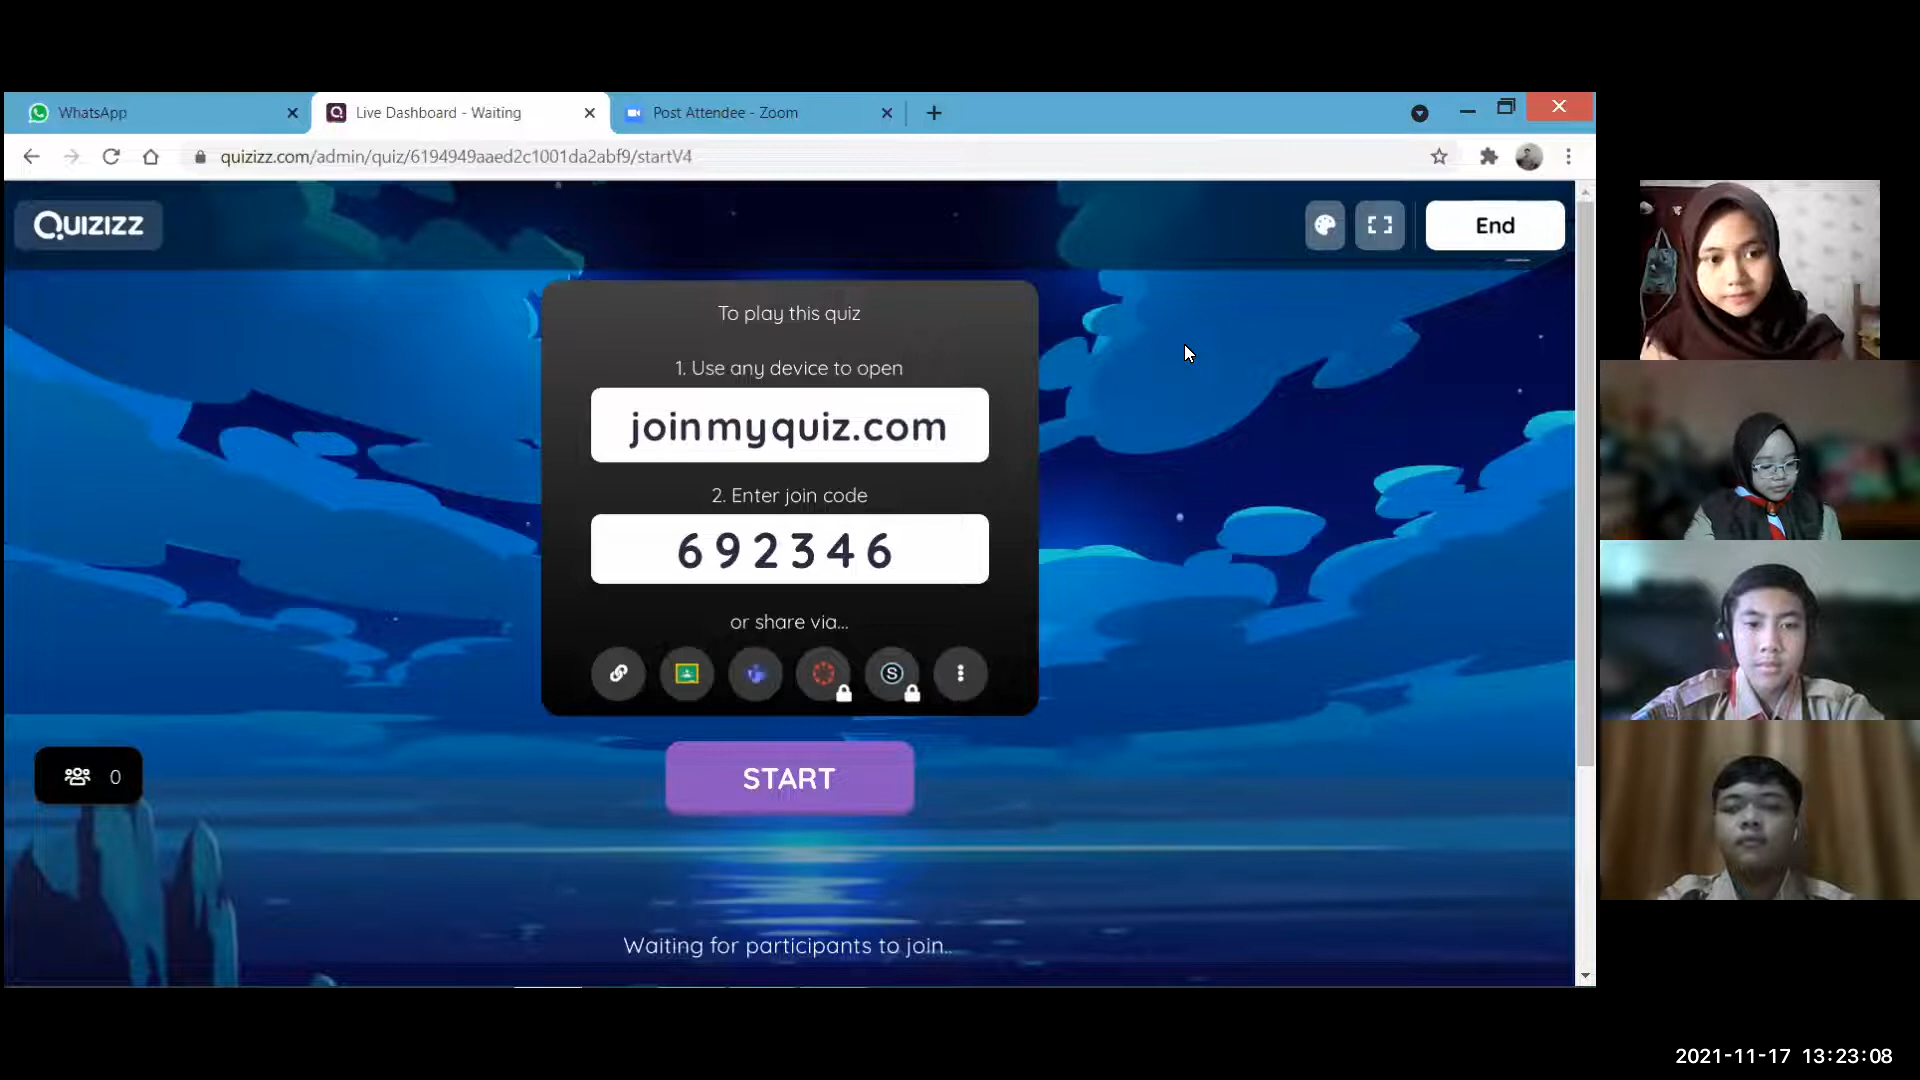 WhatsApp
Live Dashboard - Waiting
Post Attendee - Zoom
quizizz.com/admin/quiz/6194949aaed2c1001da2abf9/startV4
Quizizz
End
To play this quiz
1. Use any device to open
joinmyquiz.com
2. Enter join code
692346
or share via...
0
START
Waiting for participants to join..
2021-11-17 13:23:08